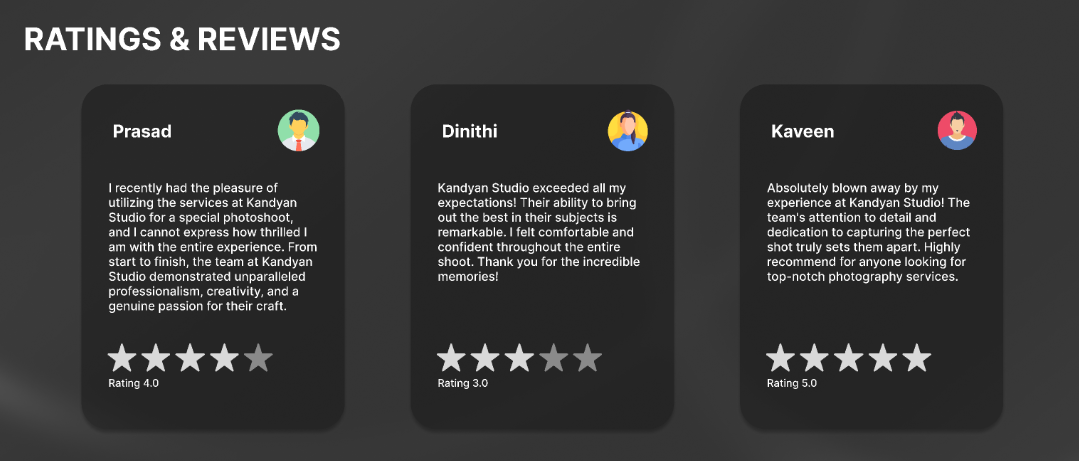 RATINGS & REVIEWS
Prasad
I recently had the pleasure of
utilizing the services at Kandyan
Studio for a special photoshoot,
and I cannot express how thrilled I
am with the entire experience. From
start to finish, the team at Kandyan
Studio demonstrated unparalleled
professionalism, creativity, and a
genuine passion for their craft.
Rating 4.0
Dinithi
Kandyan Studio exceeded all my
expectations! Their ability to bring
out the best in their subjects is
remarkable. I felt comfortable and
confident throughout the entire
shoot. Thank you for the incredible
memories!
Rating 3.0
Kaveen
Absolutely blown away by my
experience at Kandyan Studio! The
team's attention to detail and
dedication to capturing the perfect
shot truly sets them apart. Highly
recommend for anyone looking for
top-notch photography services.
Rating 5.0